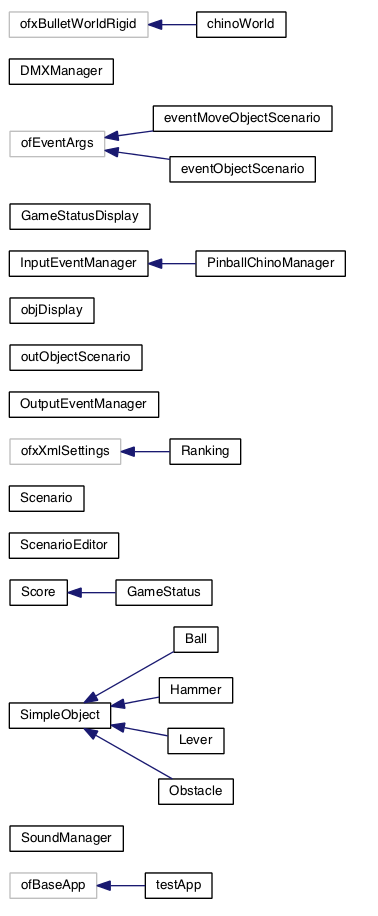 ofxBulletWorldRigid
chinoWorld
DMXManager
eventMoveObjectScenario
ofEventArgs
eventObjectScenario
GameStatusDisplay
InputEventManager
PinballChinoManager
objDisplay
outObjectScenario
OutputEventManager
ofxXmlSettings
Ranking
Scenario
ScenarioEditor
Score
GameStatus
Ball
Hammer
SimpleObject
Lever
Obstacle
SoundManager
ofBaseApp
testApp